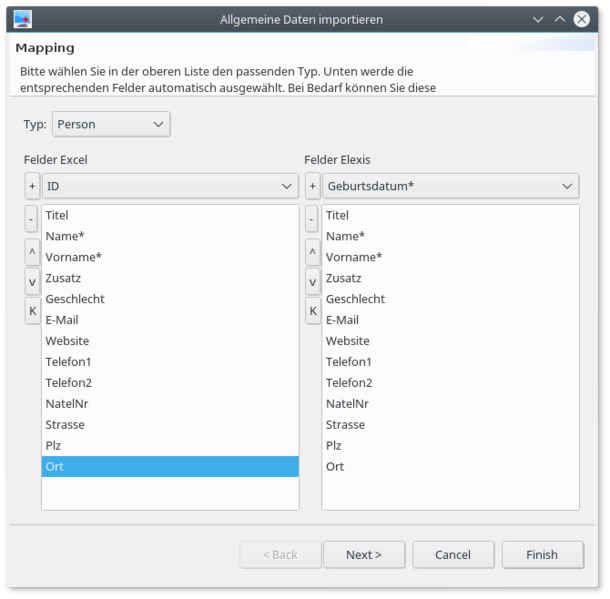 Allgemeine Daten importieren
Mapping
Bitte wählen Sie in der oberen Liste den passenden Typ. Unten werde die
entsprechenden Felder automatisch ausgewählt. Bei Bedarf können Sie diese
Typ: Person
Felder Excel
+ ID
- Titel
Name*
^ Vorname*
v Zusatz
Geschlecht
K E-Mail
Website
Telefon1
Telefon2
NatelNr
Strasse
Plz
Ort
Felder Elexis
+ Geburtsdatum*
- Titel
Name*
^ Vorname*
v Zusatz
Geschlecht
K E-Mail
Website
Telefon1
Telefon2
NatelNr
Strasse
Plz
Ort
< Back Next > Cancel Finish